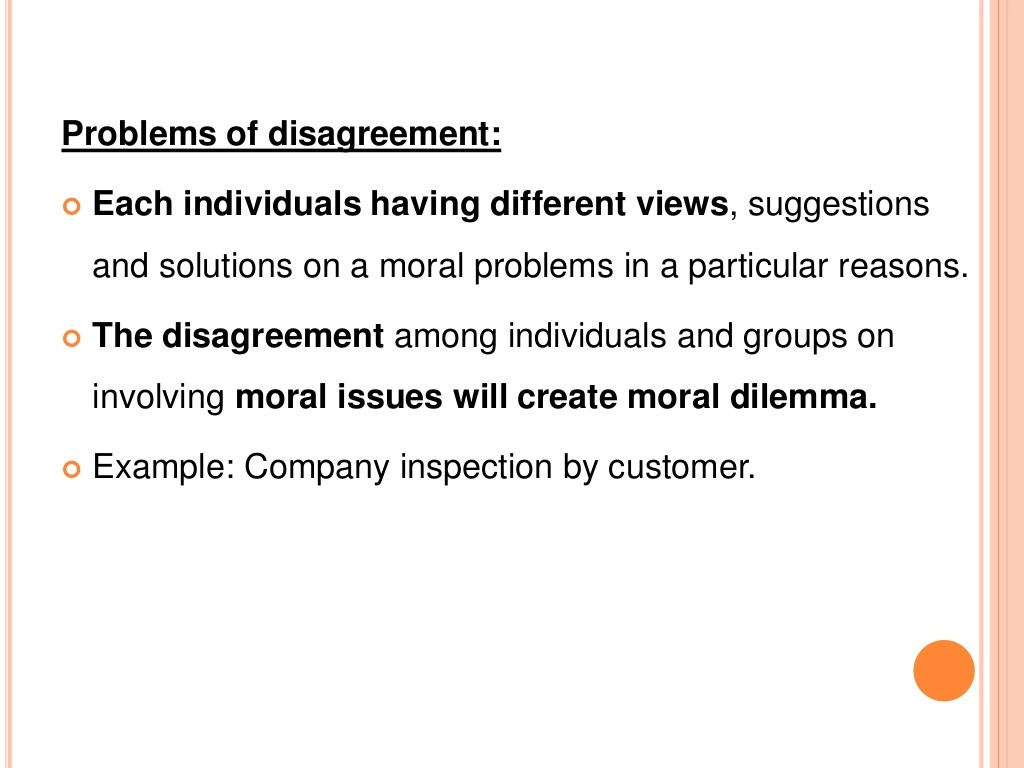 Problems of disagreement:
Each individuals having different views, suggestions
and solutions on a moral problems in a particular reasons.
The disagreement among individuals and groups on
involving moral issues will create moral dilemma.
Example: Company inspection by customer.